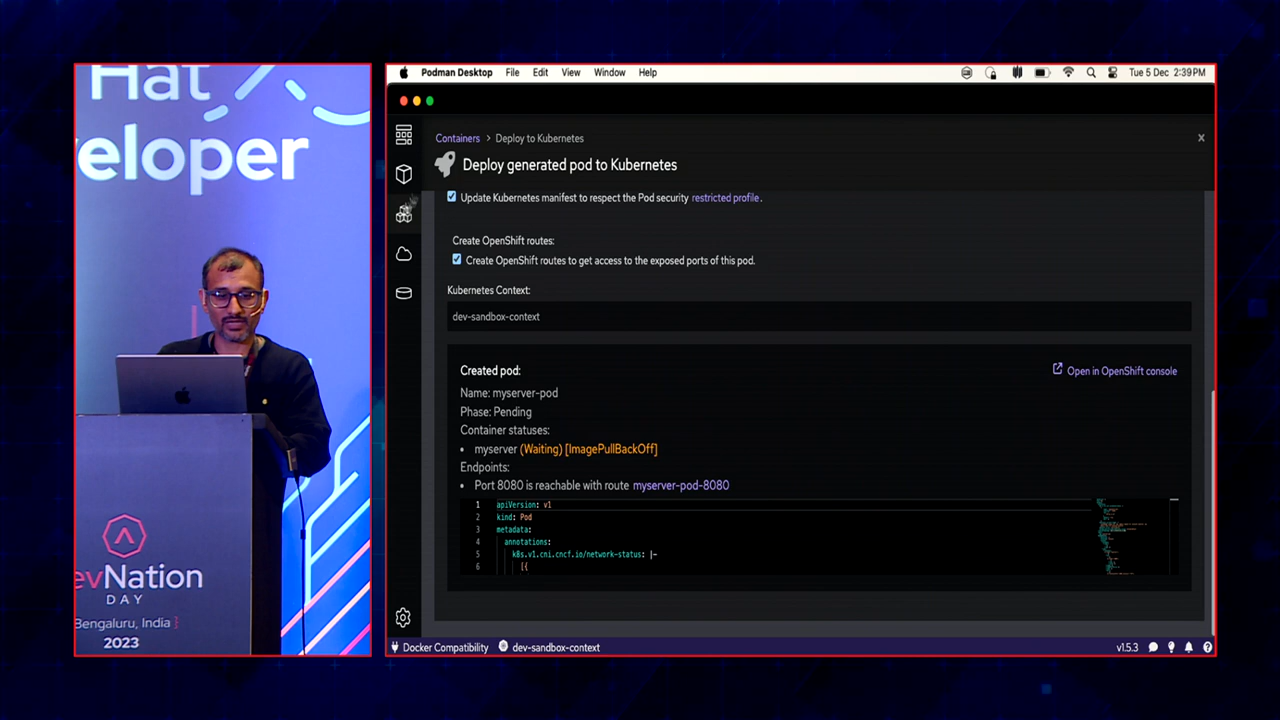 Hat
eloper
evNation
DAY
Bengaluru, India
2023
Podman Desktop File Edit View Window Help
Tue 5 Dec 2:39 PM
Containers > Deploy to Kubernetes
x
Deploy generated pod to Kubernetes
Update Kubernetes manifest to respect the Pod security restricted profile.
Create OpenShift routes:
Create OpenShift routes to get access to the exposed ports of this pod.
Kubernetes Context:
dev-sandbox-context
Created pod:
Open in OpenShift console
Name: myserver-pod
Phase: Pending
Container statuses:
• myserver (Waiting) [ImagePullBackOff]
Endpoints:
• Port 8080 is reachable with route myserver-pod-8080
1 apiVersion: v1
2 kind: Pod
3 metadata:
4 annotations:
5 k8s.v1.cni.cncf.io/network-status: |-
6 [{
Docker Compatibility dev-sandbox-context
v1.5.3